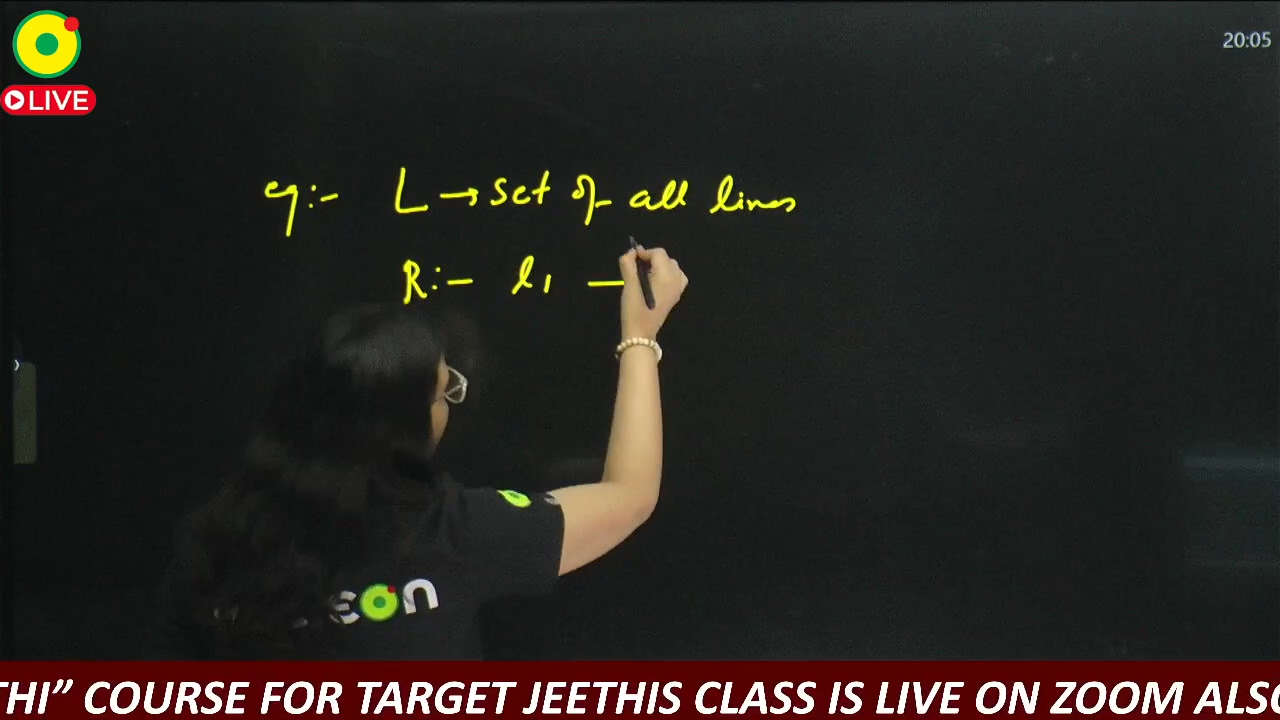 20:05
LIVE
eg:- L → set of all lines
R:- l1 —
eon
THI” COURSE FOR TARGET JEETHIS CLASS IS LIVE ON ZOOM ALSO